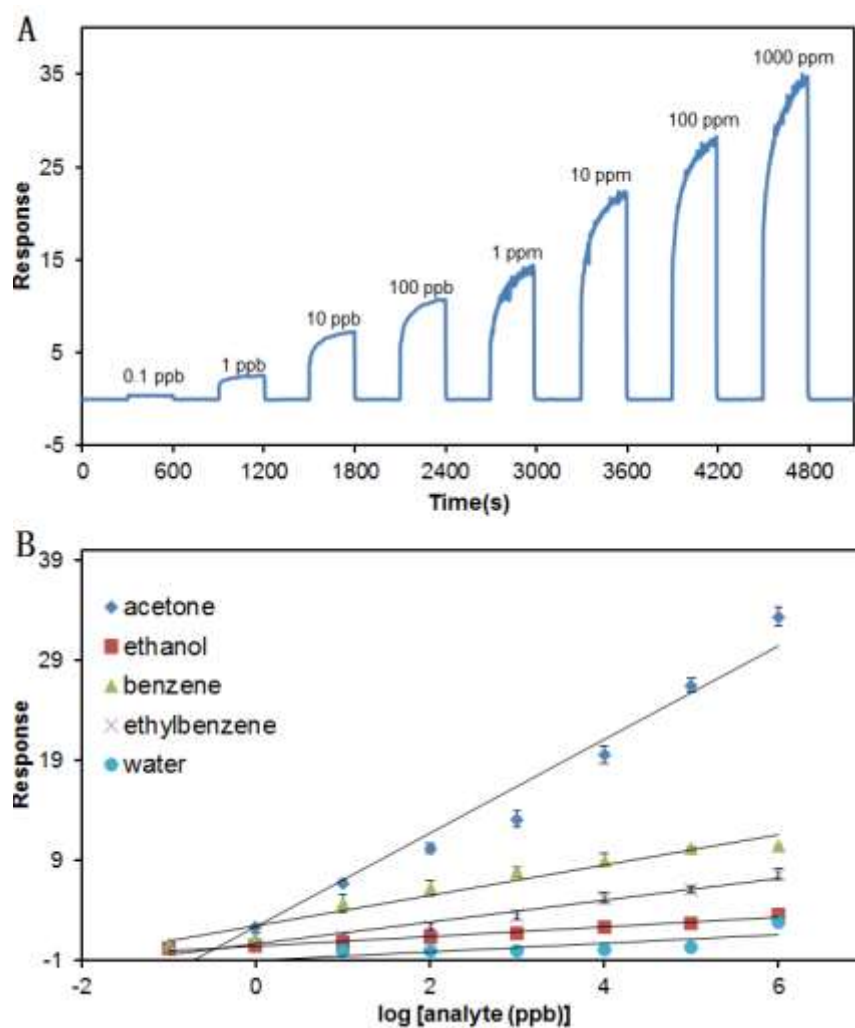 A
35
25
15
5
-5
Response
0.1 ppb
1 ppb
10 ppb
100 ppb
1 ppm
10 ppm
100 ppm
1000 ppm
0 600 1200 1800 2400 3000 3600 4200 4800
Time(s)
B
39
29
19
9
-1
Response
acetone
ethanol
benzene
ethylbenzene
water
-2 0 2 4 6
log [analyte (ppb)]